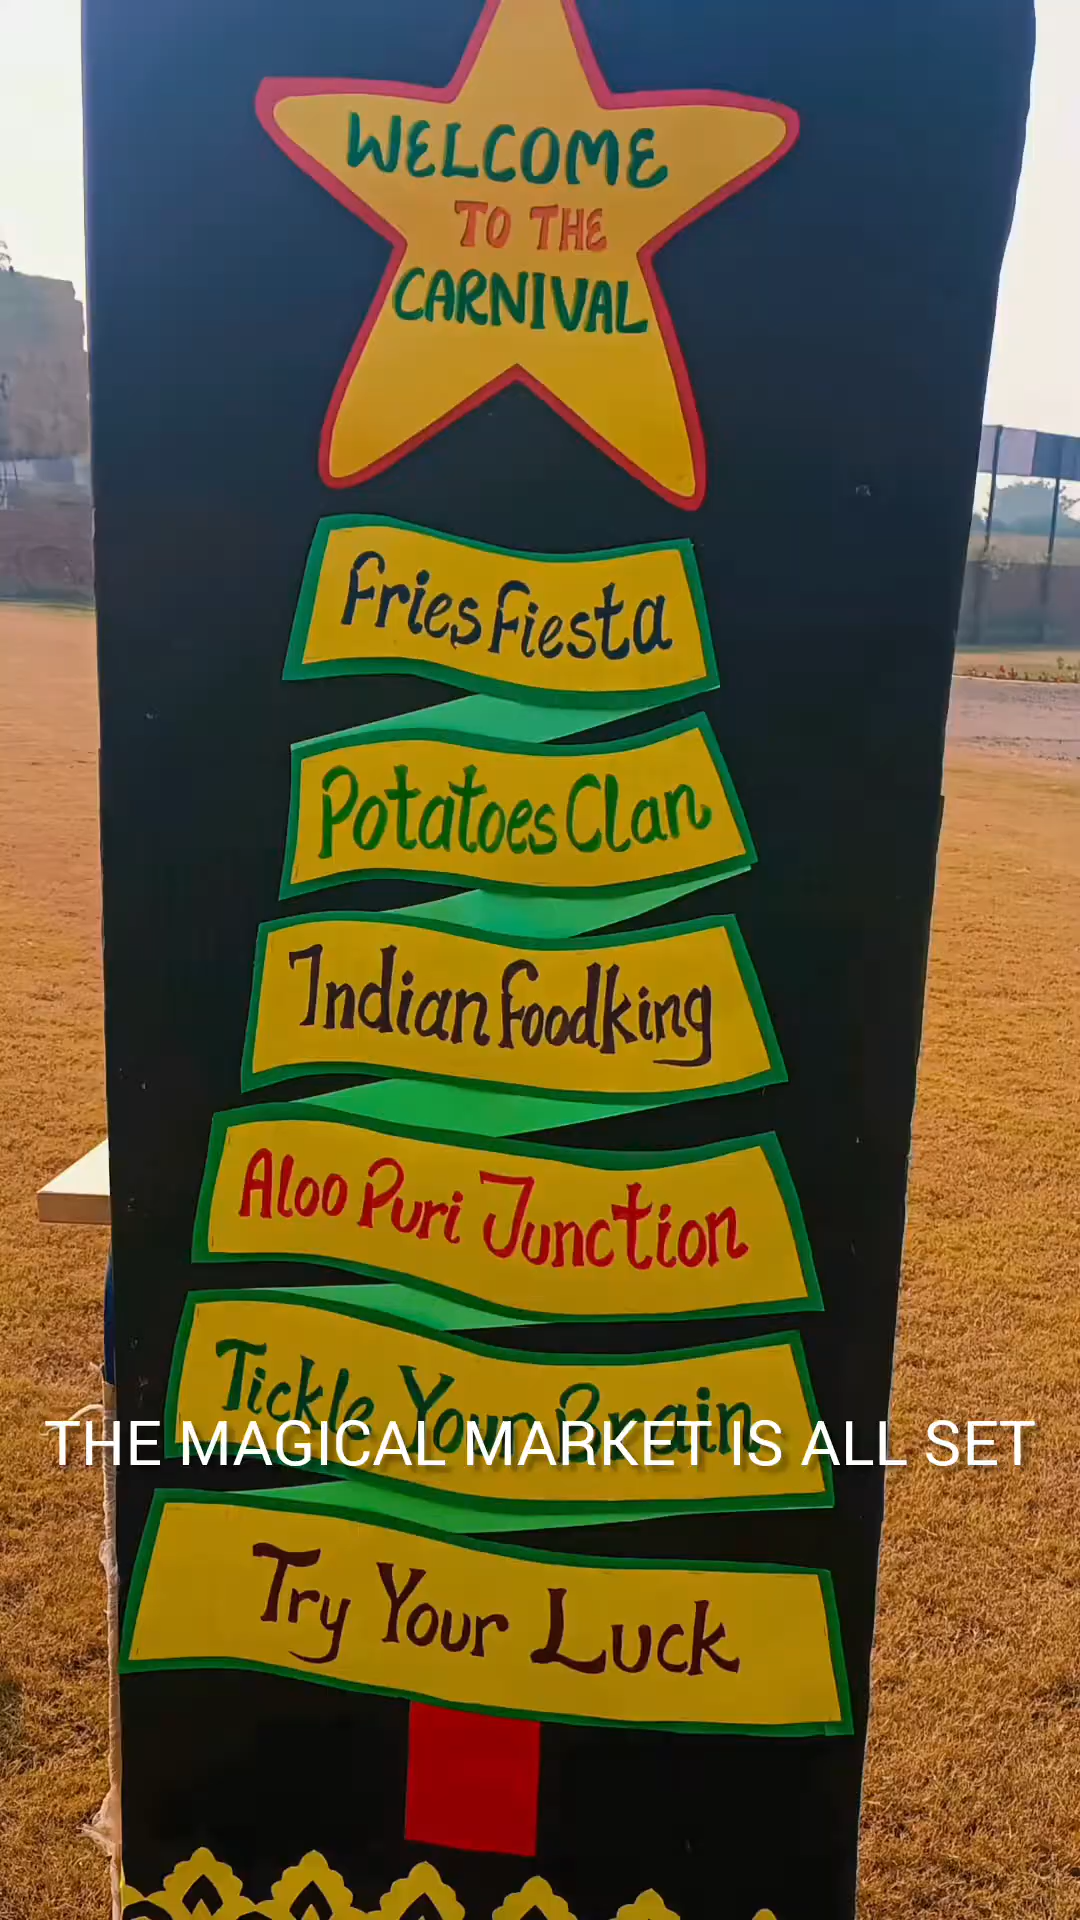 WELCOME
TO THE
CARNIVAL
Fries Fiesta
Potatoes Clan
Indian Foodking
Aloo Puri Junction
Tickle Your Brain
THE MAGICAL MARKET IS ALL SET
Try Your Luck